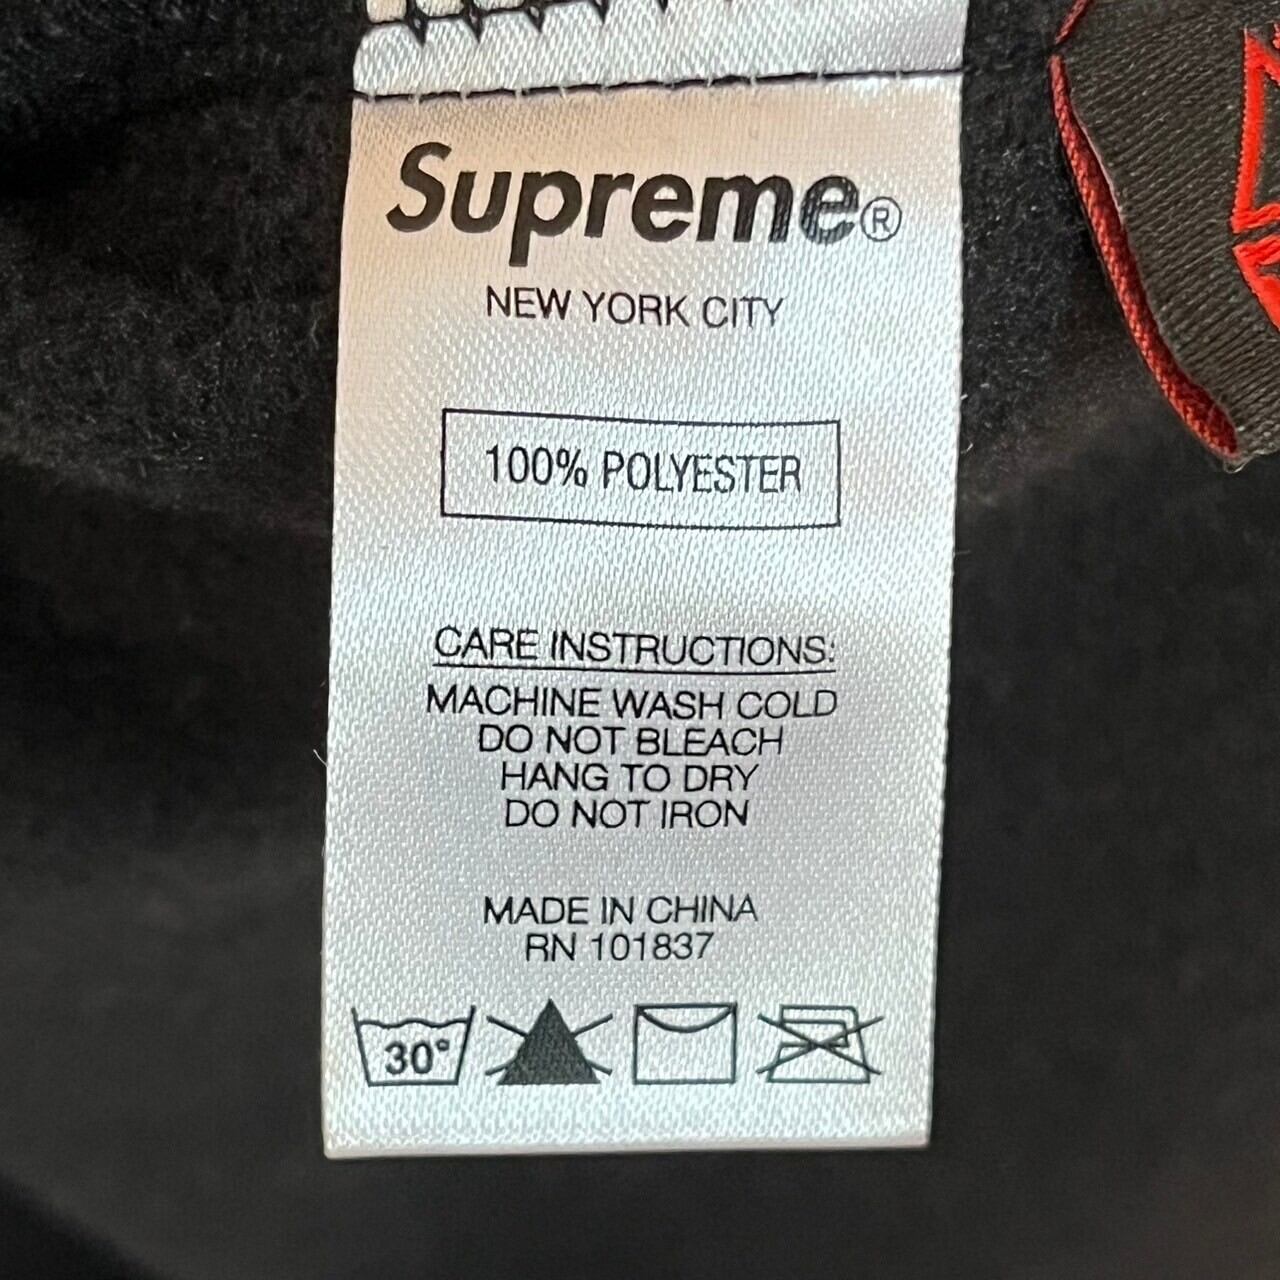 Supreme®
NEW YORK CITY
100% POLYESTER
CARE INSTRUCTIONS:
MACHINE WASH COLD
DO NOT BLEACH
HANG TO DRY
DO NOT IRON
MADE IN CHINA
RN 101837
30°